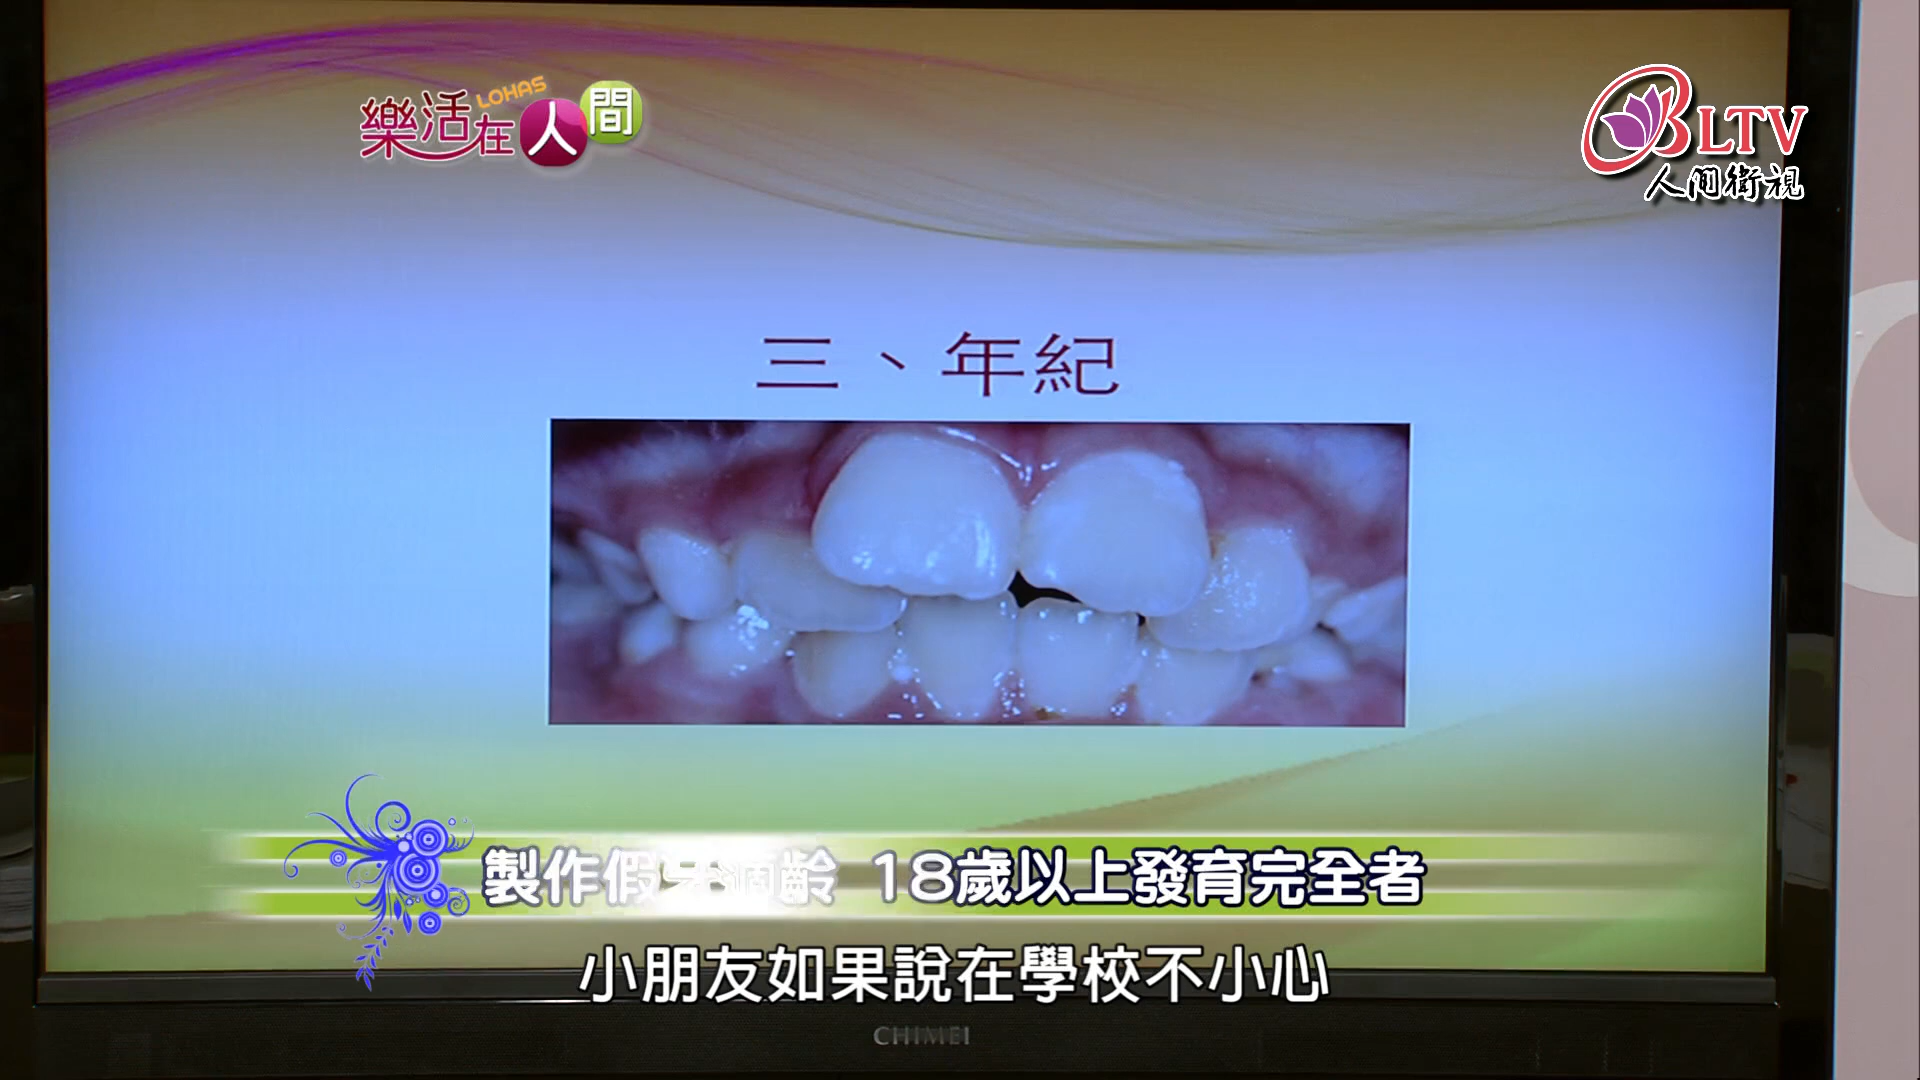 樂活在人間
LOHAS
BLTV
人間衛視
三、年紀
製作假牙適齡 18歲以上發育完全者
小朋友如果說在學校不小心
CHIMEI